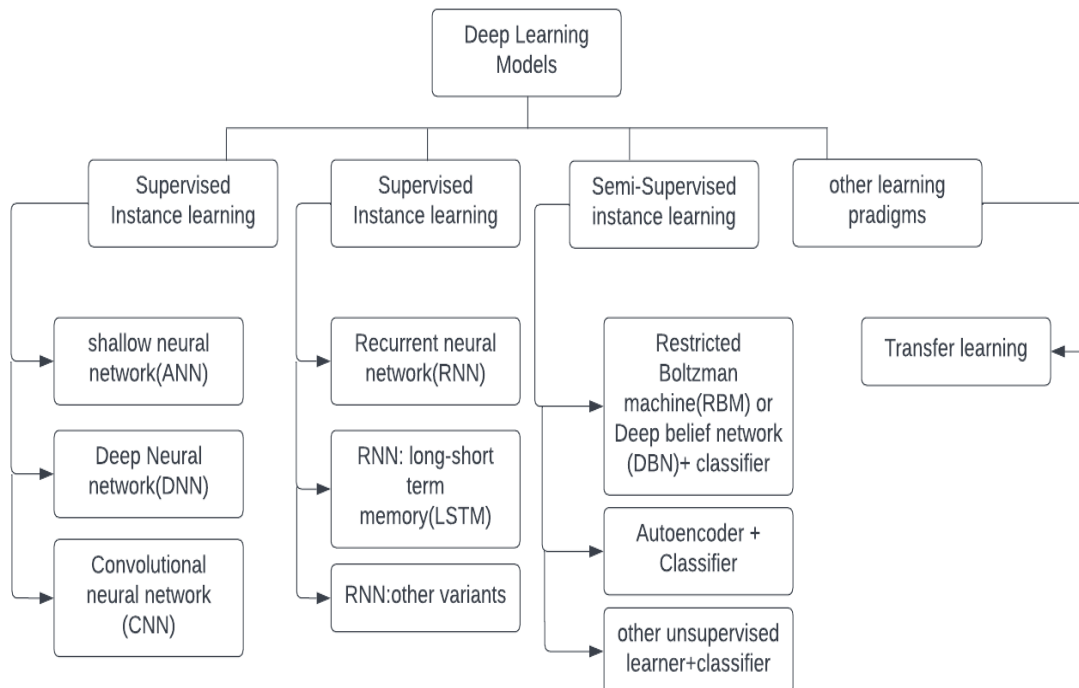 Deep Learning
Models
Supervised
Instance learning
Supervised
Instance learning
Semi-Supervised
instance learning
other learning
pradigms
shallow neural
network(ANN)
Deep Neural
network(DNN)
Convolutional
neural network
(CNN)
Recurrent neural
network(RNN)
RNN: long-short
term
memory(LSTM)
RNN:other variants
Restricted
Boltzman
machine(RBM) or
Deep belief network
(DBN)+ classifier
Autoencoder +
Classifier
other unsupervised
learner+classifier
Transfer learning